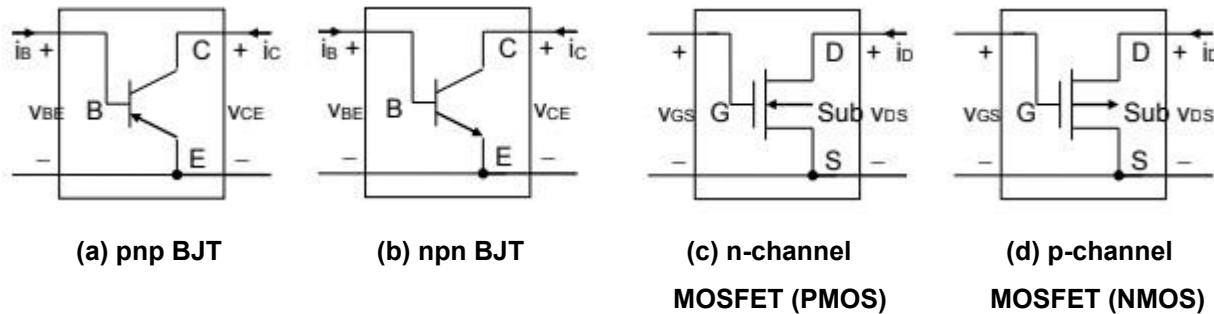 iB + C + iC
vBE B vCE
– E –
(a) pnp BJT
iB + C + iC
vBE B vCE
– E –
(b) npn BJT
+ D + iD
vGS G Sub vDS
– S –
(c) n-channel
MOSFET (PMOS)
+ D + iD
vGS G Sub vDS
– S –
(d) p-channel
MOSFET (NMOS)